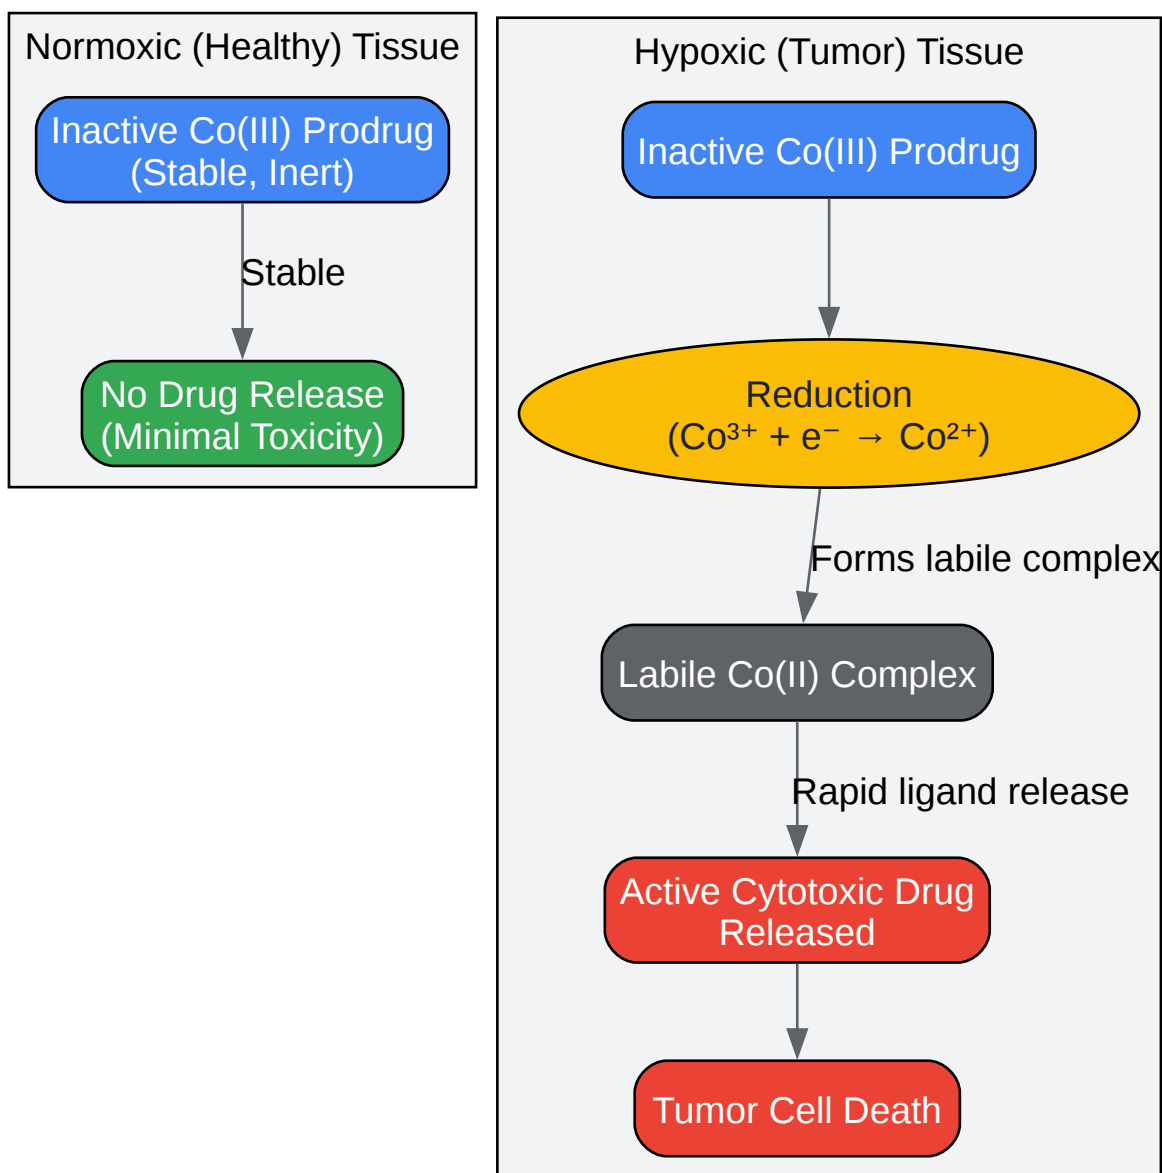 Normoxic (Healthy) Tissue
Inactive Co(III) Prodrug
(Stable, Inert)
Stable
No Drug Release
(Minimal Toxicity)
Hypoxic (Tumor) Tissue
Inactive Co(III) Prodrug
Reduction
(Co³⁺ + e⁻ → Co²⁺)
Forms labile complex
Labile Co(II) Complex
Rapid ligand release
Active Cytotoxic Drug
Released
Tumor Cell Death